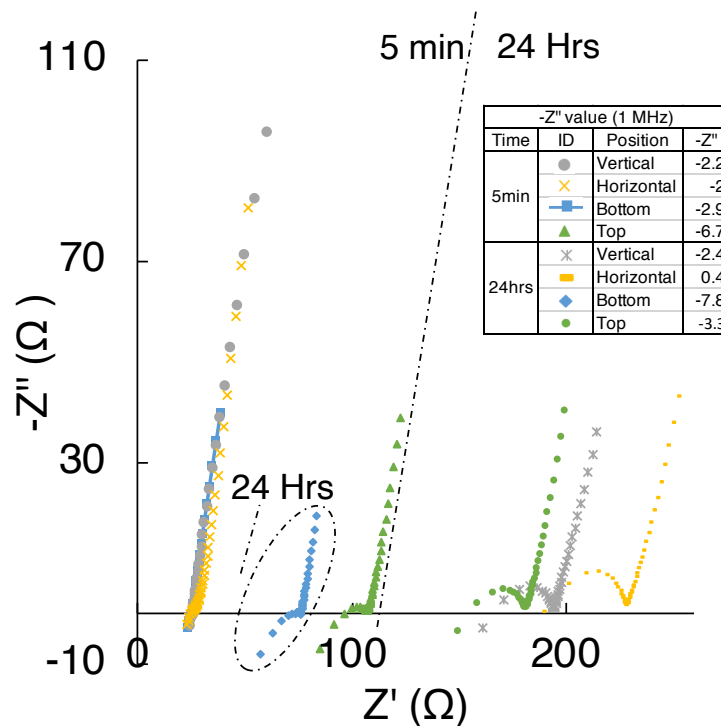 110
5 min
24 Hrs
-Z" value (1 MHz)
Time ID Position -Z"
5min
Vertical -2.2
Horizontal -2
Bottom -2.9
Top -6.7
24hrs
Vertical -2.4
Horizontal 0.4
Bottom -7.8
Top -3.3
70
-Z" (Ω)
30
24 Hrs
-10
0 100 200
Z' (Ω)